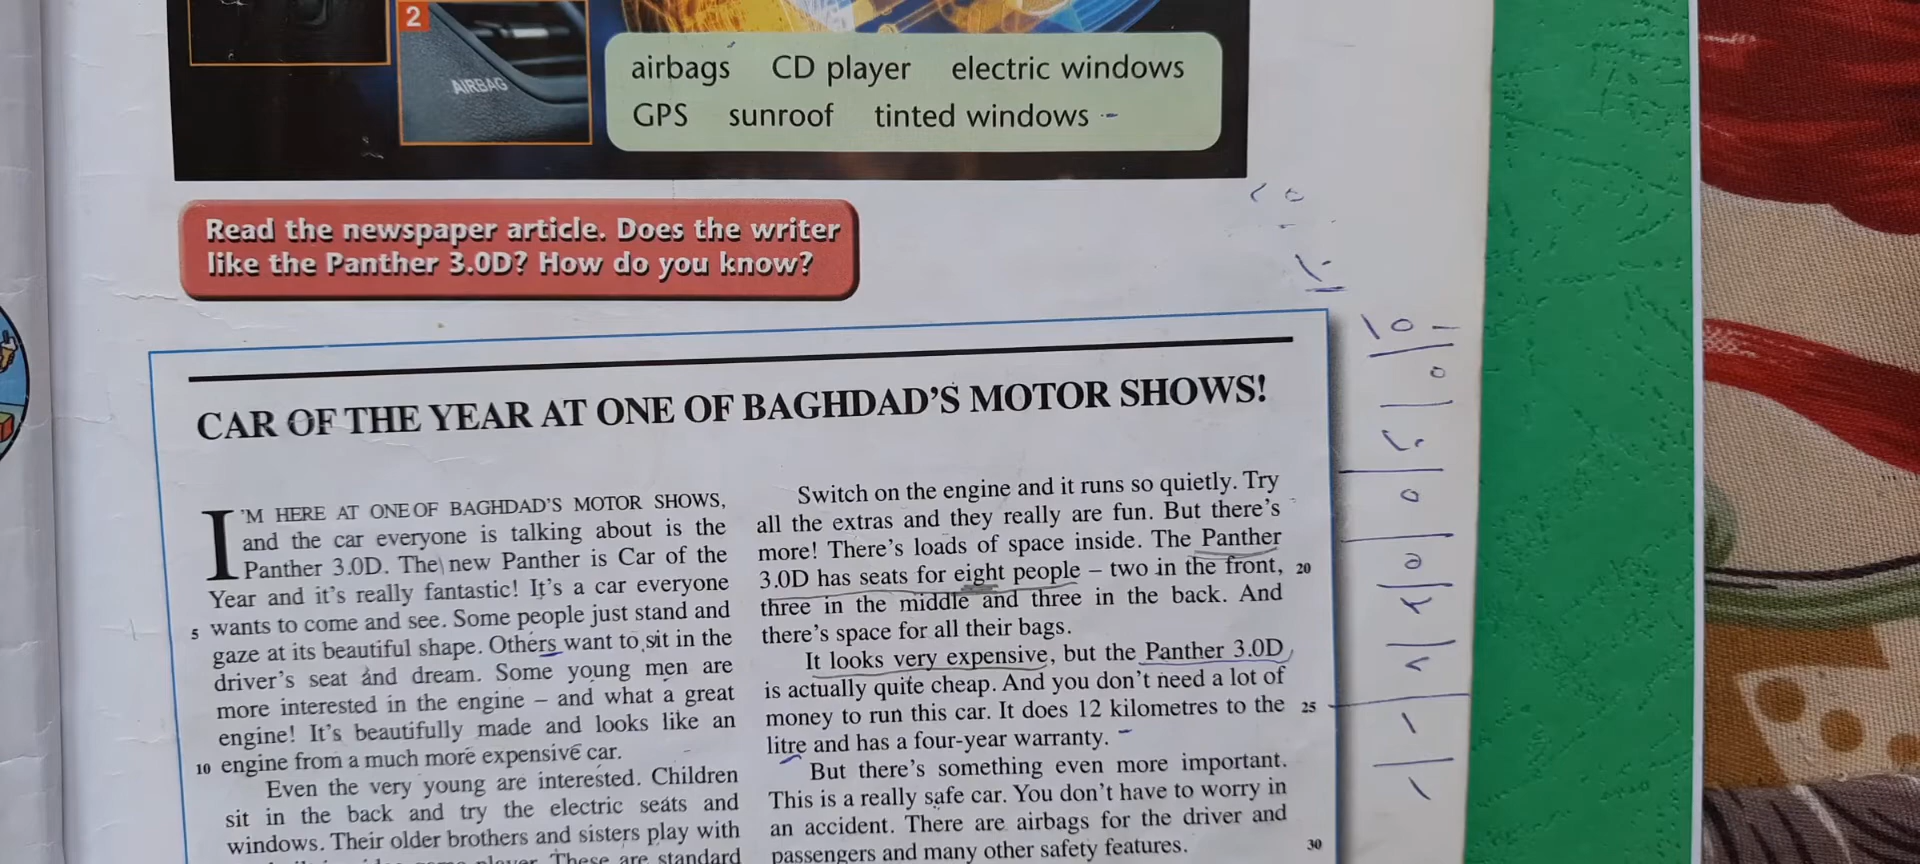 2
AIRBAG
airbags CD player electric windows
GPS sunroof tinted windows
Read the newspaper article. Does the writer
like the Panther 3.0D? How do you know?
CAR OF THE YEAR AT ONE OF BAGHDAD'S MOTOR SHOWS!
I'M HERE AT ONE OF BAGHDAD'S MOTOR SHOWS,
and the car everyone is talking about is the
Panther 3.0D. The new Panther is Car of the
Year and it's really fantastic! It's a car everyone
5 wants to come and see. Some people just stand and
gaze at its beautiful shape. Others want to sit in the
driver's seat and dream. Some young men are
more interested in the engine – and what a great
engine! It's beautifully made and looks like an
10 engine from a much more expensive car.
Even the very young are interested. Children
sit in the back and try the electric seats and
windows. Their older brothers and sisters play with
player. These are standard
Switch on the engine and it runs so quietly. Try
all the extras and they really are fun. But there's
more! There's loads of space inside. The Panther
3.0D has seats for eight people – two in the front, 20
three in the middle and three in the back. And
there's space for all their bags.
It looks very expensive, but the Panther 3.0D
is actually quite cheap. And you don't need a lot of
money to run this car. It does 12 kilometres to the 25
litre and has a four-year warranty.
But there's something even more important.
This is a really safe car. You don't have to worry in
an accident. There are airbags for the driver and
passengers and many other safety features. 30